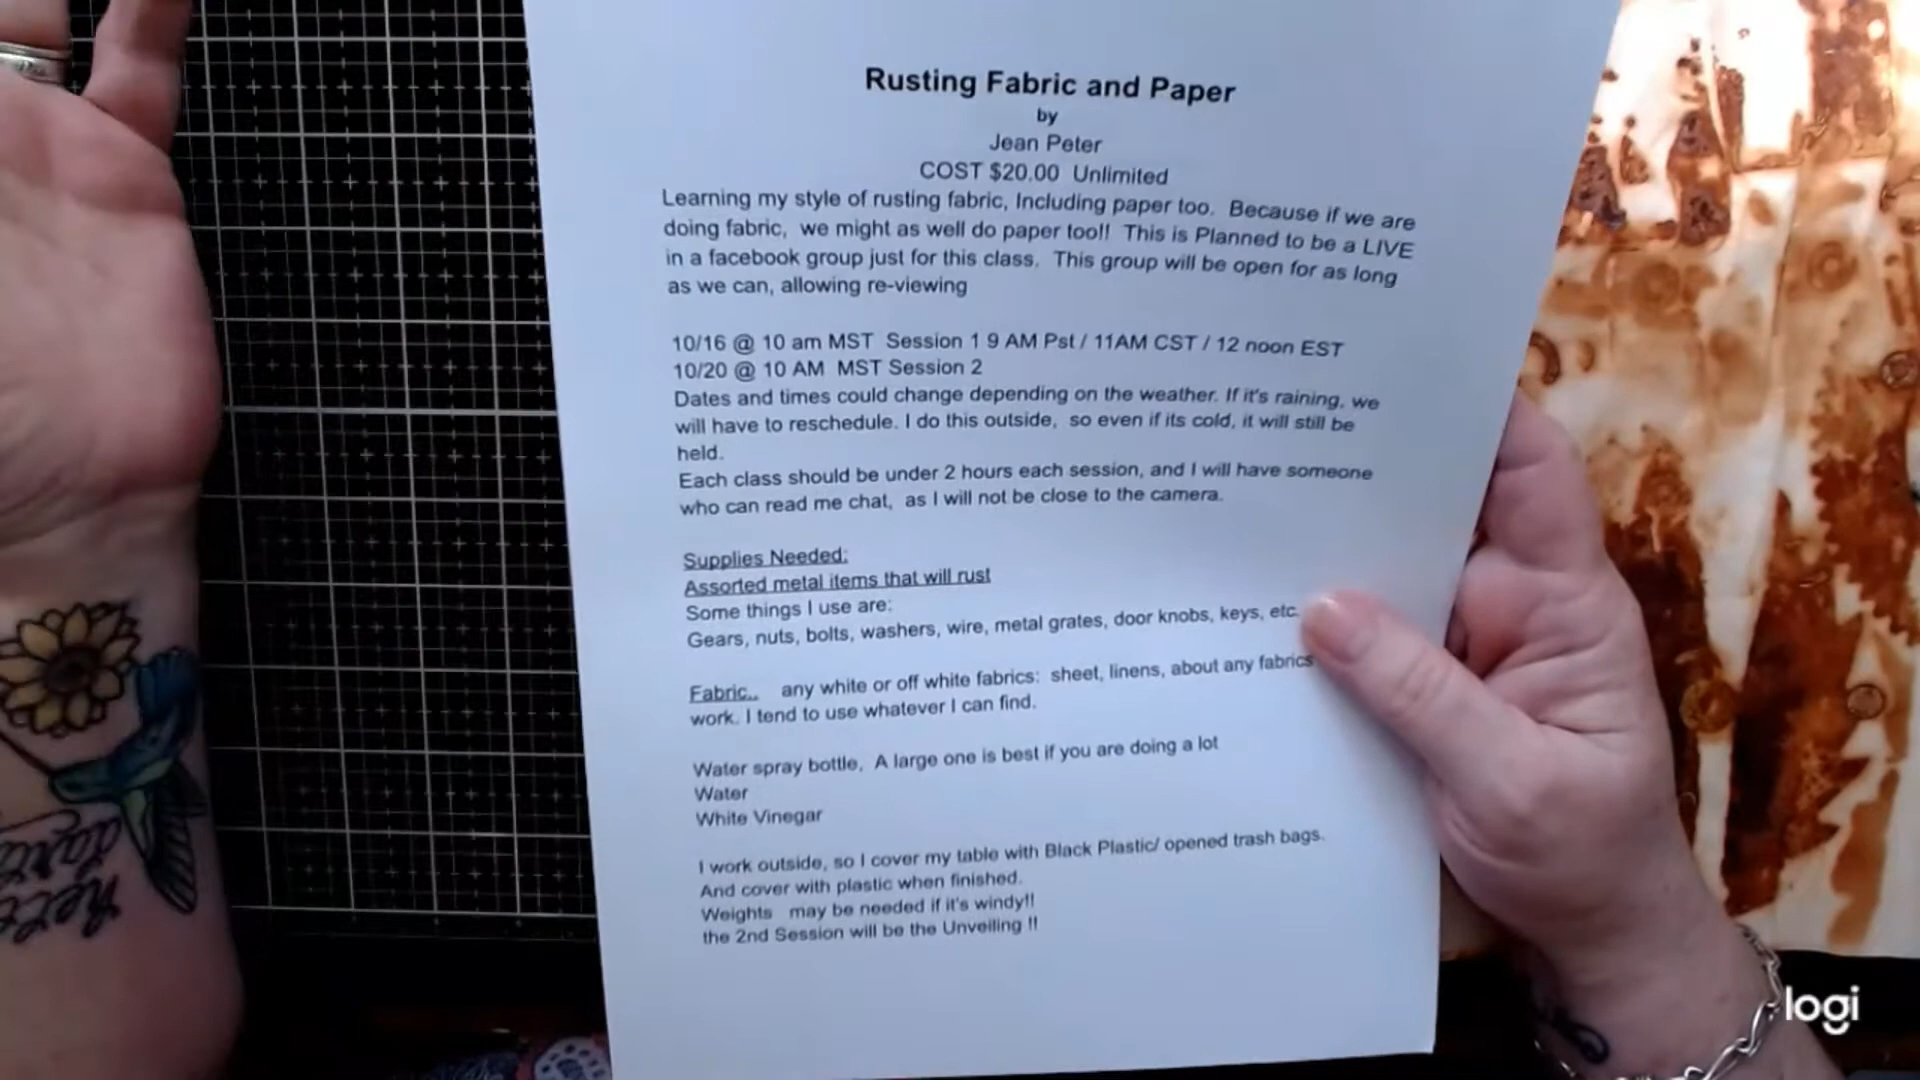 Rusting Fabric and Paper
by
Jean Peter
COST $20.00 Unlimited
Learning my style of rusting fabric, Including paper too. Because if we are
doing fabric, we might as well do paper too!! This is Planned to be a LIVE
in a facebook group just for this class. This group will be open for as long
as we can, allowing re-viewing
10/16 @ 10 am MST Session 1 9 AM Pst / 11AM CST / 12 noon EST
10/20 @ 10 AM MST Session 2
Dates and times could change depending on the weather. If it's raining, we
will have to reschedule. I do this outside, so even if its cold, it will still be
held.
Each class should be under 2 hours each session, and I will have someone
who can read me chat, as I will not be close to the camera.
Supplies Needed:
Assorted metal items that will rust
Some things I use are:
Gears, nuts, bolts, washers, wire, metal grates, door knobs, keys, etc.
Fabric.. any white or off white fabrics: sheet, linens, about any fabrics
work. I tend to use whatever I can find.
Water spray bottle, A large one is best if you are doing a lot
Water
White Vinegar
I work outside, so I cover my table with Black Plastic/ opened trash bags.
And cover with plastic when finished.
Weights may be needed if it's windy!!
the 2nd Session will be the Unveiling !!
logi